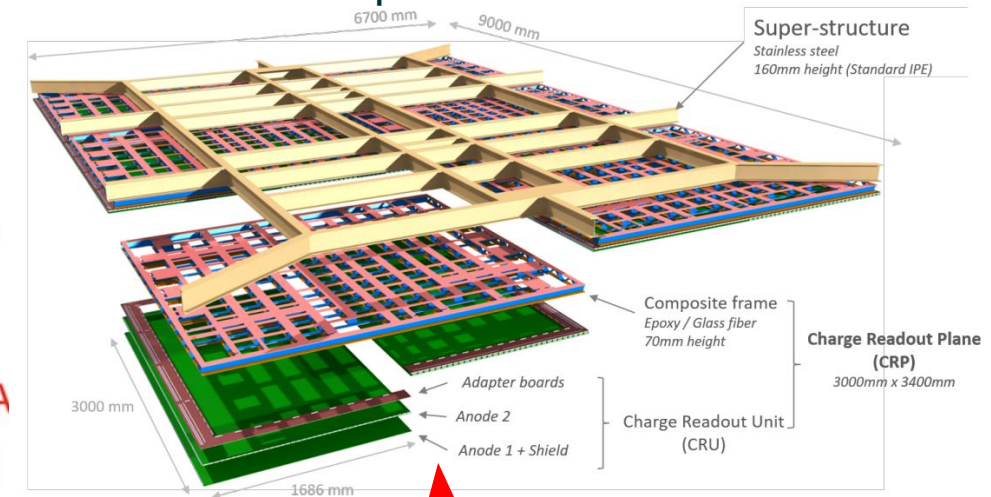 6700 mm
9000 mm
Super-structure
Stainless steel
160mm height (Standard IPE)
Composite frame
Epoxy / Glass fiber
70mm height
Charge Readout Plane
(CRP)
3000mm x 3400mm
Adapter boards
Anode 2
Anode 1 + Shield
Charge Readout Unit
(CRU)
3000 mm
1686 mm
A